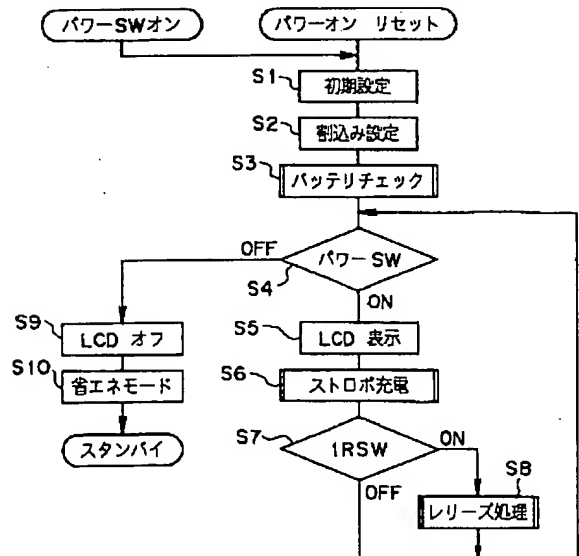 パワーSWオン
パワーオン リセット
S1
初期設定
S2
割込み設定
S3
バッテリチェック
OFF
パワーSW
S4
ON
S9
LCD オフ
S5
LCD 表示
S10
省エネモード
S6
ストロボ充電
スタンバイ
S7
1RSW
ON
OFF
S8
レリーズ処理